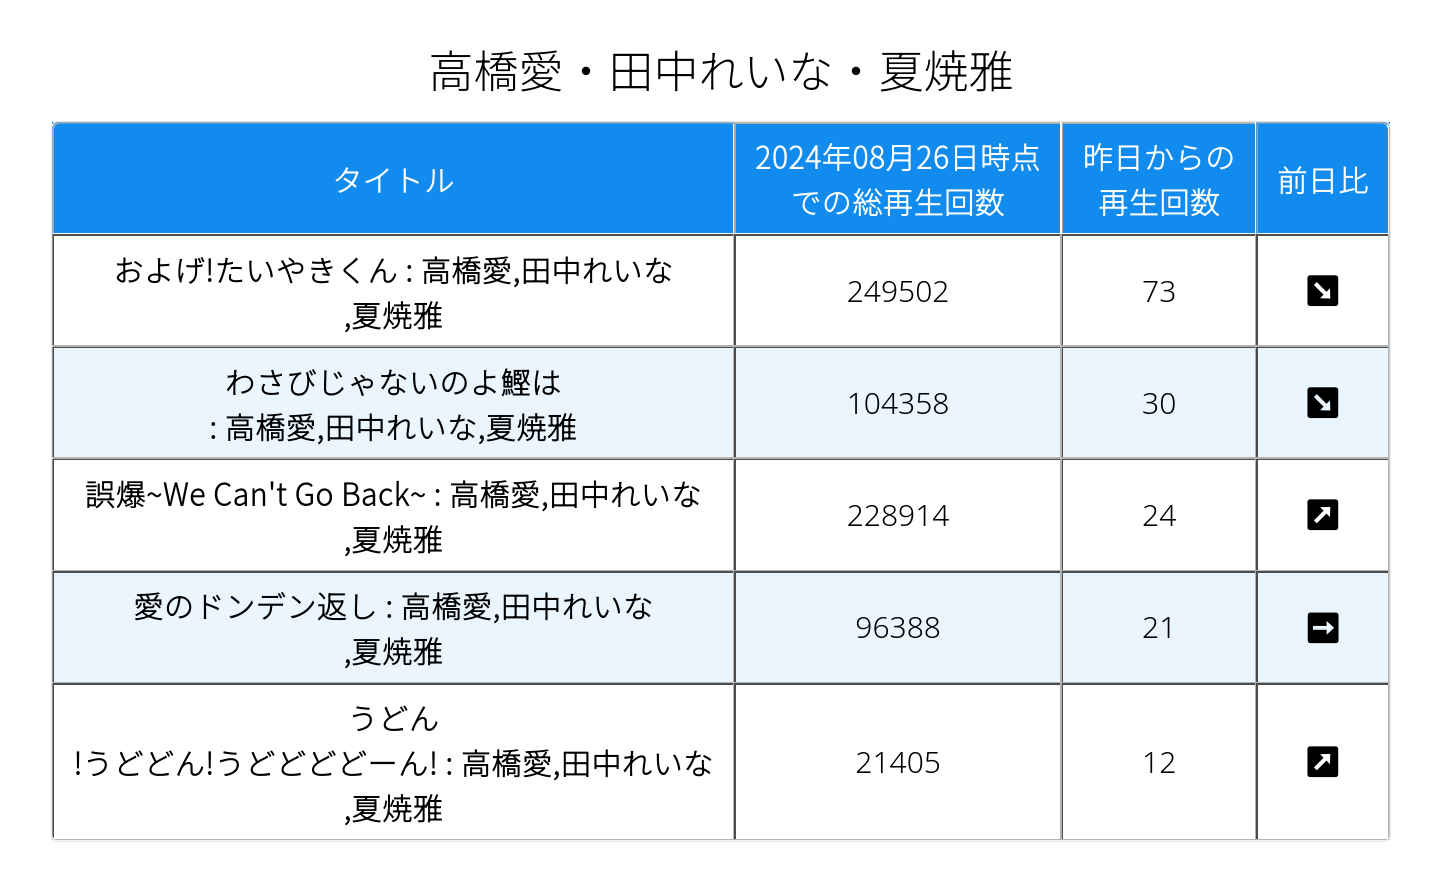 高橋愛・田中れいな・夏焼雅
タイトル
2024年08月26日時点
での総再生回数
昨日からの
再生回数
前日比
およげ!たいやきくん : 高橋愛,田中れいな
,夏焼雅
249502
73
わさびじゃないのよ鰹は
: 高橋愛,田中れいな,夏焼雅
104358
30
誤爆~We Can't Go Back~ : 高橋愛,田中れいな
,夏焼雅
228914
24
愛のドンデン返し : 高橋愛,田中れいな
,夏焼雅
96388
21
うどん
!うどどん!うどどどどーん! : 高橋愛,田中れいな
,夏焼雅
21405
12